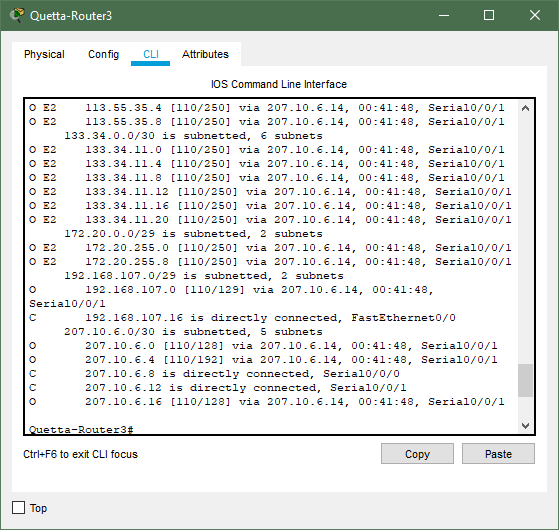 Quetta-Router3
Physical Config CLI Attributes
IOS Command Line Interface
O E2    113.55.35.4 [110/250] via 207.10.6.14, 00:41:48, Serial0/0/1
O E2    113.55.35.8 [110/250] via 207.10.6.14, 00:41:48, Serial0/0/1
     133.34.0.0/30 is subnetted, 6 subnets
O E2    133.34.11.0 [110/250] via 207.10.6.14, 00:41:48, Serial0/0/1
O E2    133.34.11.4 [110/250] via 207.10.6.14, 00:41:48, Serial0/0/1
O E2    133.34.11.8 [110/250] via 207.10.6.14, 00:41:48, Serial0/0/1
O E2    133.34.11.12 [110/250] via 207.10.6.14, 00:41:48, Serial0/0/1
O E2    133.34.11.16 [110/250] via 207.10.6.14, 00:41:48, Serial0/0/1
O E2    133.34.11.20 [110/250] via 207.10.6.14, 00:41:48, Serial0/0/1
     172.20.0.0/29 is subnetted, 2 subnets
O E2    172.20.255.0 [110/250] via 207.10.6.14, 00:41:48, Serial0/0/1
O E2    172.20.255.8 [110/250] via 207.10.6.14, 00:41:48, Serial0/0/1
     192.168.107.0/29 is subnetted, 2 subnets
O       192.168.107.0 [110/129] via 207.10.6.14, 00:41:48,
Serial0/0/1
C       192.168.107.16 is directly connected, FastEthernet0/0
     207.10.6.0/30 is subnetted, 5 subnets
O       207.10.6.0 [110/128] via 207.10.6.14, 00:41:48, Serial0/0/1
O       207.10.6.4 [110/192] via 207.10.6.14, 00:41:48, Serial0/0/1
C       207.10.6.8 is directly connected, Serial0/0/0
C       207.10.6.12 is directly connected, Serial0/0/1
O       207.10.6.16 [110/128] via 207.10.6.14, 00:41:48, Serial0/0/1
Quetta-Router3#
Ctrl+F6 to exit CLI focus
Copy Paste
Top